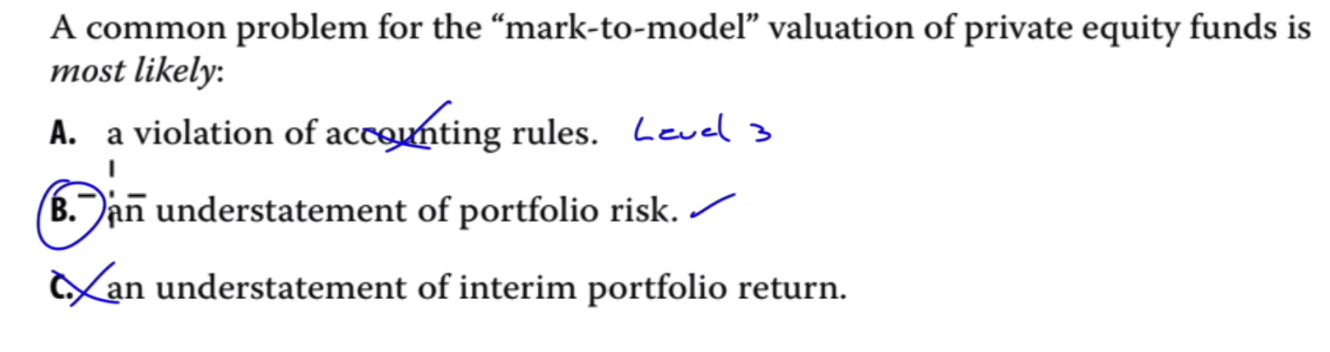 A common problem for the “mark-to-model” valuation of private equity funds is
most likely:
A. a violation of accounting rules. Level 3
B. an understatement of portfolio risk.
C. an understatement of interim portfolio return.